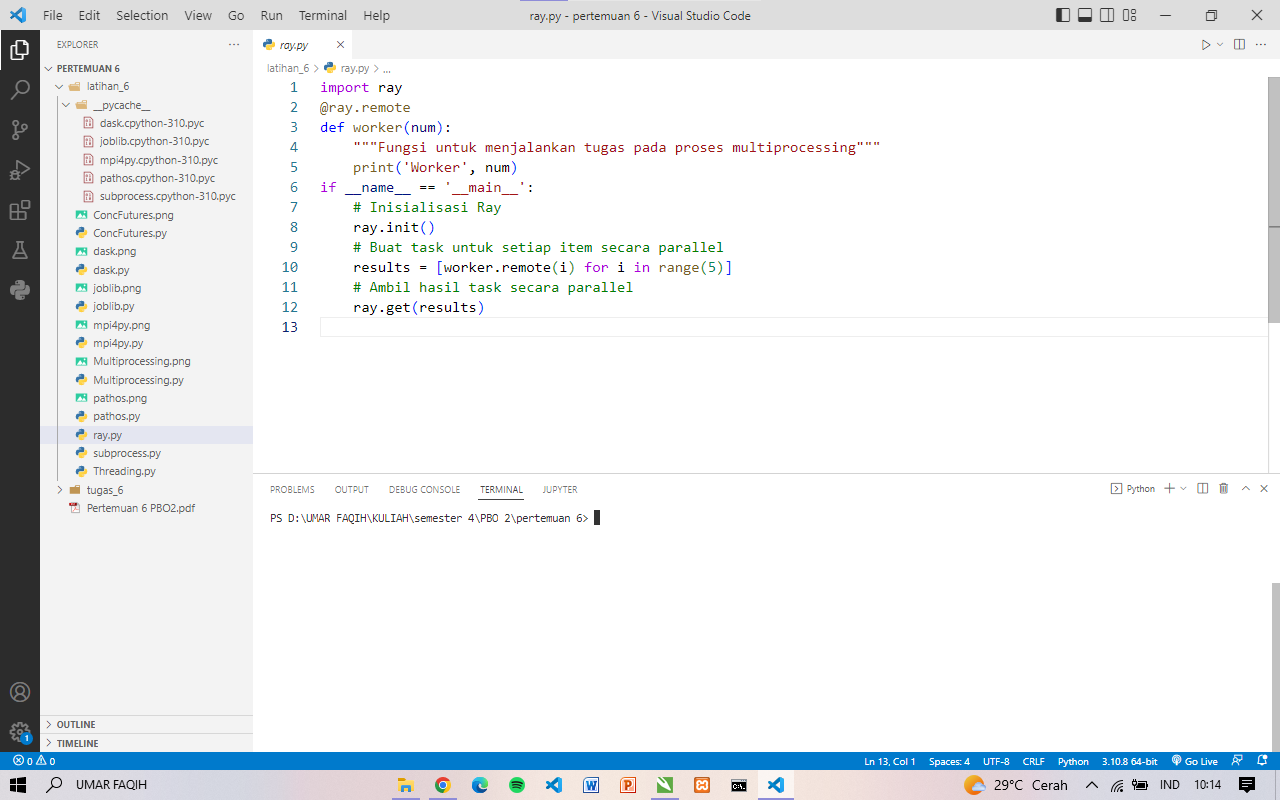 File Edit Selection View Go Run Terminal Help
ray.py - pertemuan 6 - Visual Studio Code
EXPLORER
PERTEMUAN 6
latihan_6
__pycache__
dask.cpython-310.pyc
joblib.cpython-310.pyc
mpi4py.cpython-310.pyc
pathos.cpython-310.pyc
subprocess.cpython-310.pyc
ConcFutures.png
ConcFutures.py
dask.png
dask.py
joblib.png
joblib.py
mpi4py.png
mpi4py.py
Multiprocessing.png
Multiprocessing.py
pathos.png
pathos.py
ray.py
subprocess.py
Threading.py
tugas_6
Pertemuan 6 PBO2.pdf
OUTLINE
TIMELINE
ray.py
latihan_6 > ray.py > ...
1 import ray
2 @ray.remote
3 def worker(num):
4     """Fungsi untuk menjalankan tugas pada proses multiprocessing"""
5     print('Worker', num)
6 if __name__ == '__main__':
7     # Inisialisasi Ray
8     ray.init()
9     # Buat task untuk setiap item secara parallel
10     results = [worker.remote(i) for i in range(5)]
11     # Ambil hasil task secara parallel
12     ray.get(results)
13
PROBLEMS OUTPUT DEBUG CONSOLE TERMINAL JUPYTER
Python
PS D:\UMAR FAQIH\KULIAH\semester 4\PBO 2\pertemuan 6>
1
0 0
Ln 13, Col 1 Spaces: 4 UTF-8 CRLF Python 3.10.8 64-bit Go Live
UMAR FAQIH
29°C Cerah IND 10:14